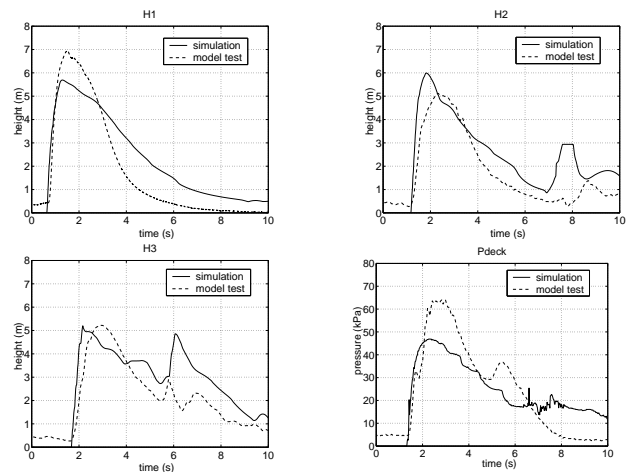 H1
8
7
6
5
4
3
2
1
0
height (m)
simulation
model test
0 2 4 6 8 10
time (s)
H2
8
7
6
5
4
3
2
1
0
height (m)
simulation
model test
0 2 4 6 8 10
time (s)
H3
8
7
6
5
4
3
2
1
0
height (m)
simulation
model test
0 2 4 6 8 10
time (s)
Pdeck
80
70
60
50
40
30
20
10
0
pressure (kPa)
simulation
model test
0 2 4 6 8 10
time (s)